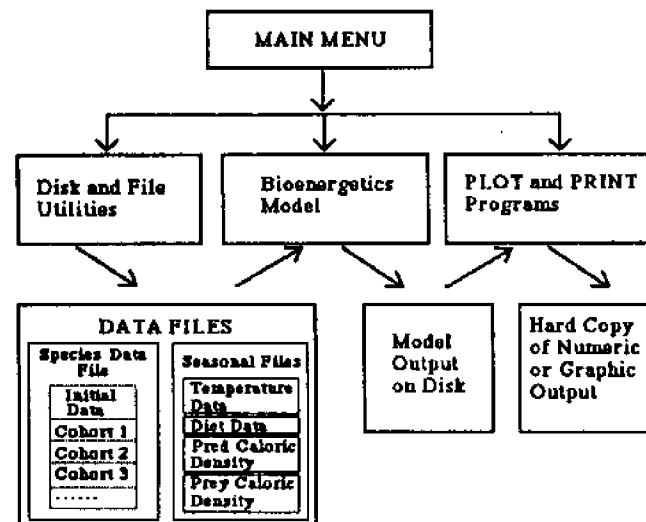 MAIN MENU
Disk and File
Utilities
Bioenergetics
Model
PLOT and PRINT
Programs
DATA FILES
Species Data
File
Initial
Data
Cohort 1
Cohort 2
Cohort 3
......
Seasonal Files
Temperature
Data
Diet Data
Pred Caloric
Density
Prey Caloric
Density
Model
Output
on Disk
Hard Copy
of Numeric
or Graphic
Output